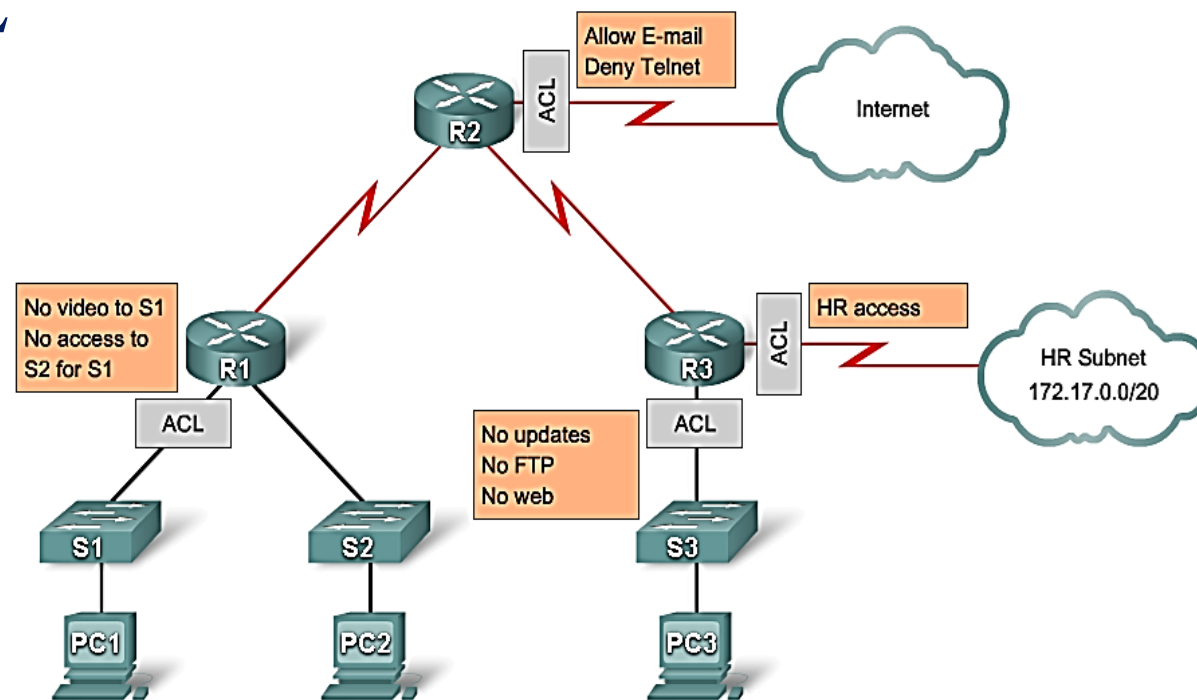 Allow E-mail
Deny Telnet
ACL
Internet
R2
No video to S1
No access to
S2 for S1
R1
ACL
HR access
ACL
R3
HR Subnet
172.17.0.0/20
ACL
No updates
No FTP
No web
S1
S2
S3
PC1
PC2
PC3